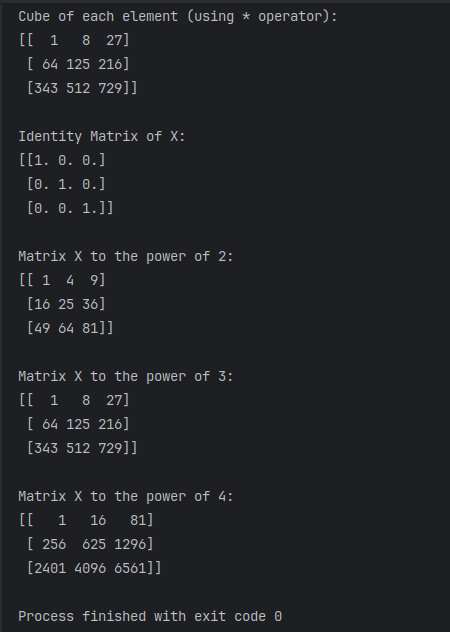 Cube of each element (using * operator):
[[  1   8  27]
 [ 64 125 216]
 [343 512 729]]

Identity Matrix of X:
[[1. 0. 0.]
 [0. 1. 0.]
 [0. 0. 1.]]

Matrix X to the power of 2:
[[ 1  4  9]
 [16 25 36]
 [49 64 81]]

Matrix X to the power of 3:
[[  1   8  27]
 [ 64 125 216]
 [343 512 729]]

Matrix X to the power of 4:
[[   1   16   81]
 [ 256  625 1296]
 [2401 4096 6561]]

Process finished with exit code 0